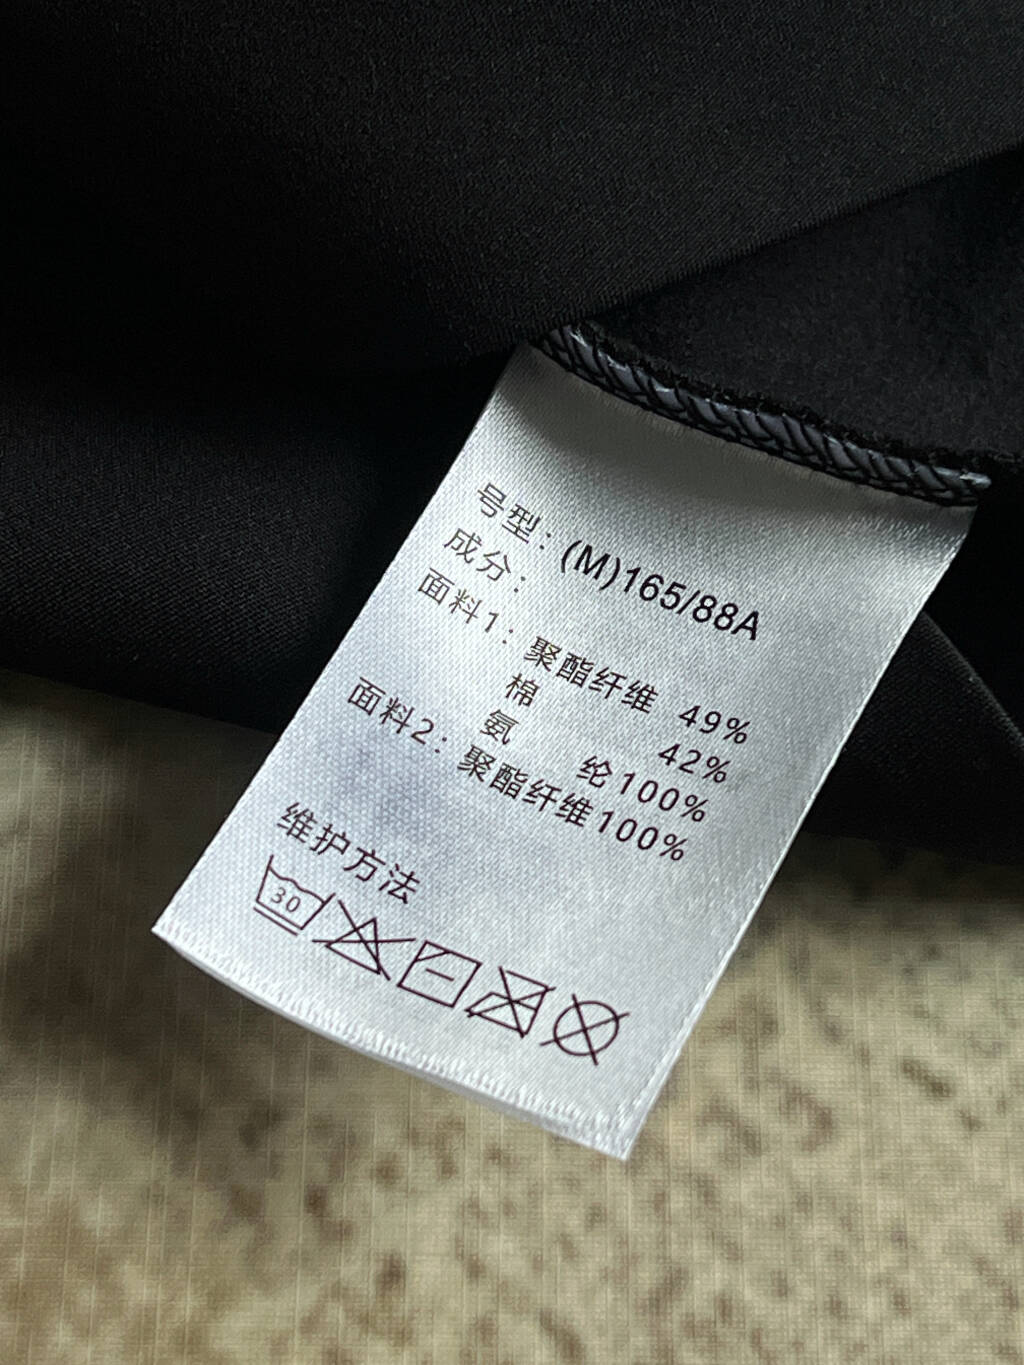 号型：(M)165/88A
成分：
面料1：聚酯纤维 49%
棉 42%
氨 纶100%
面料2：聚酯纤维100%
维护方法
30